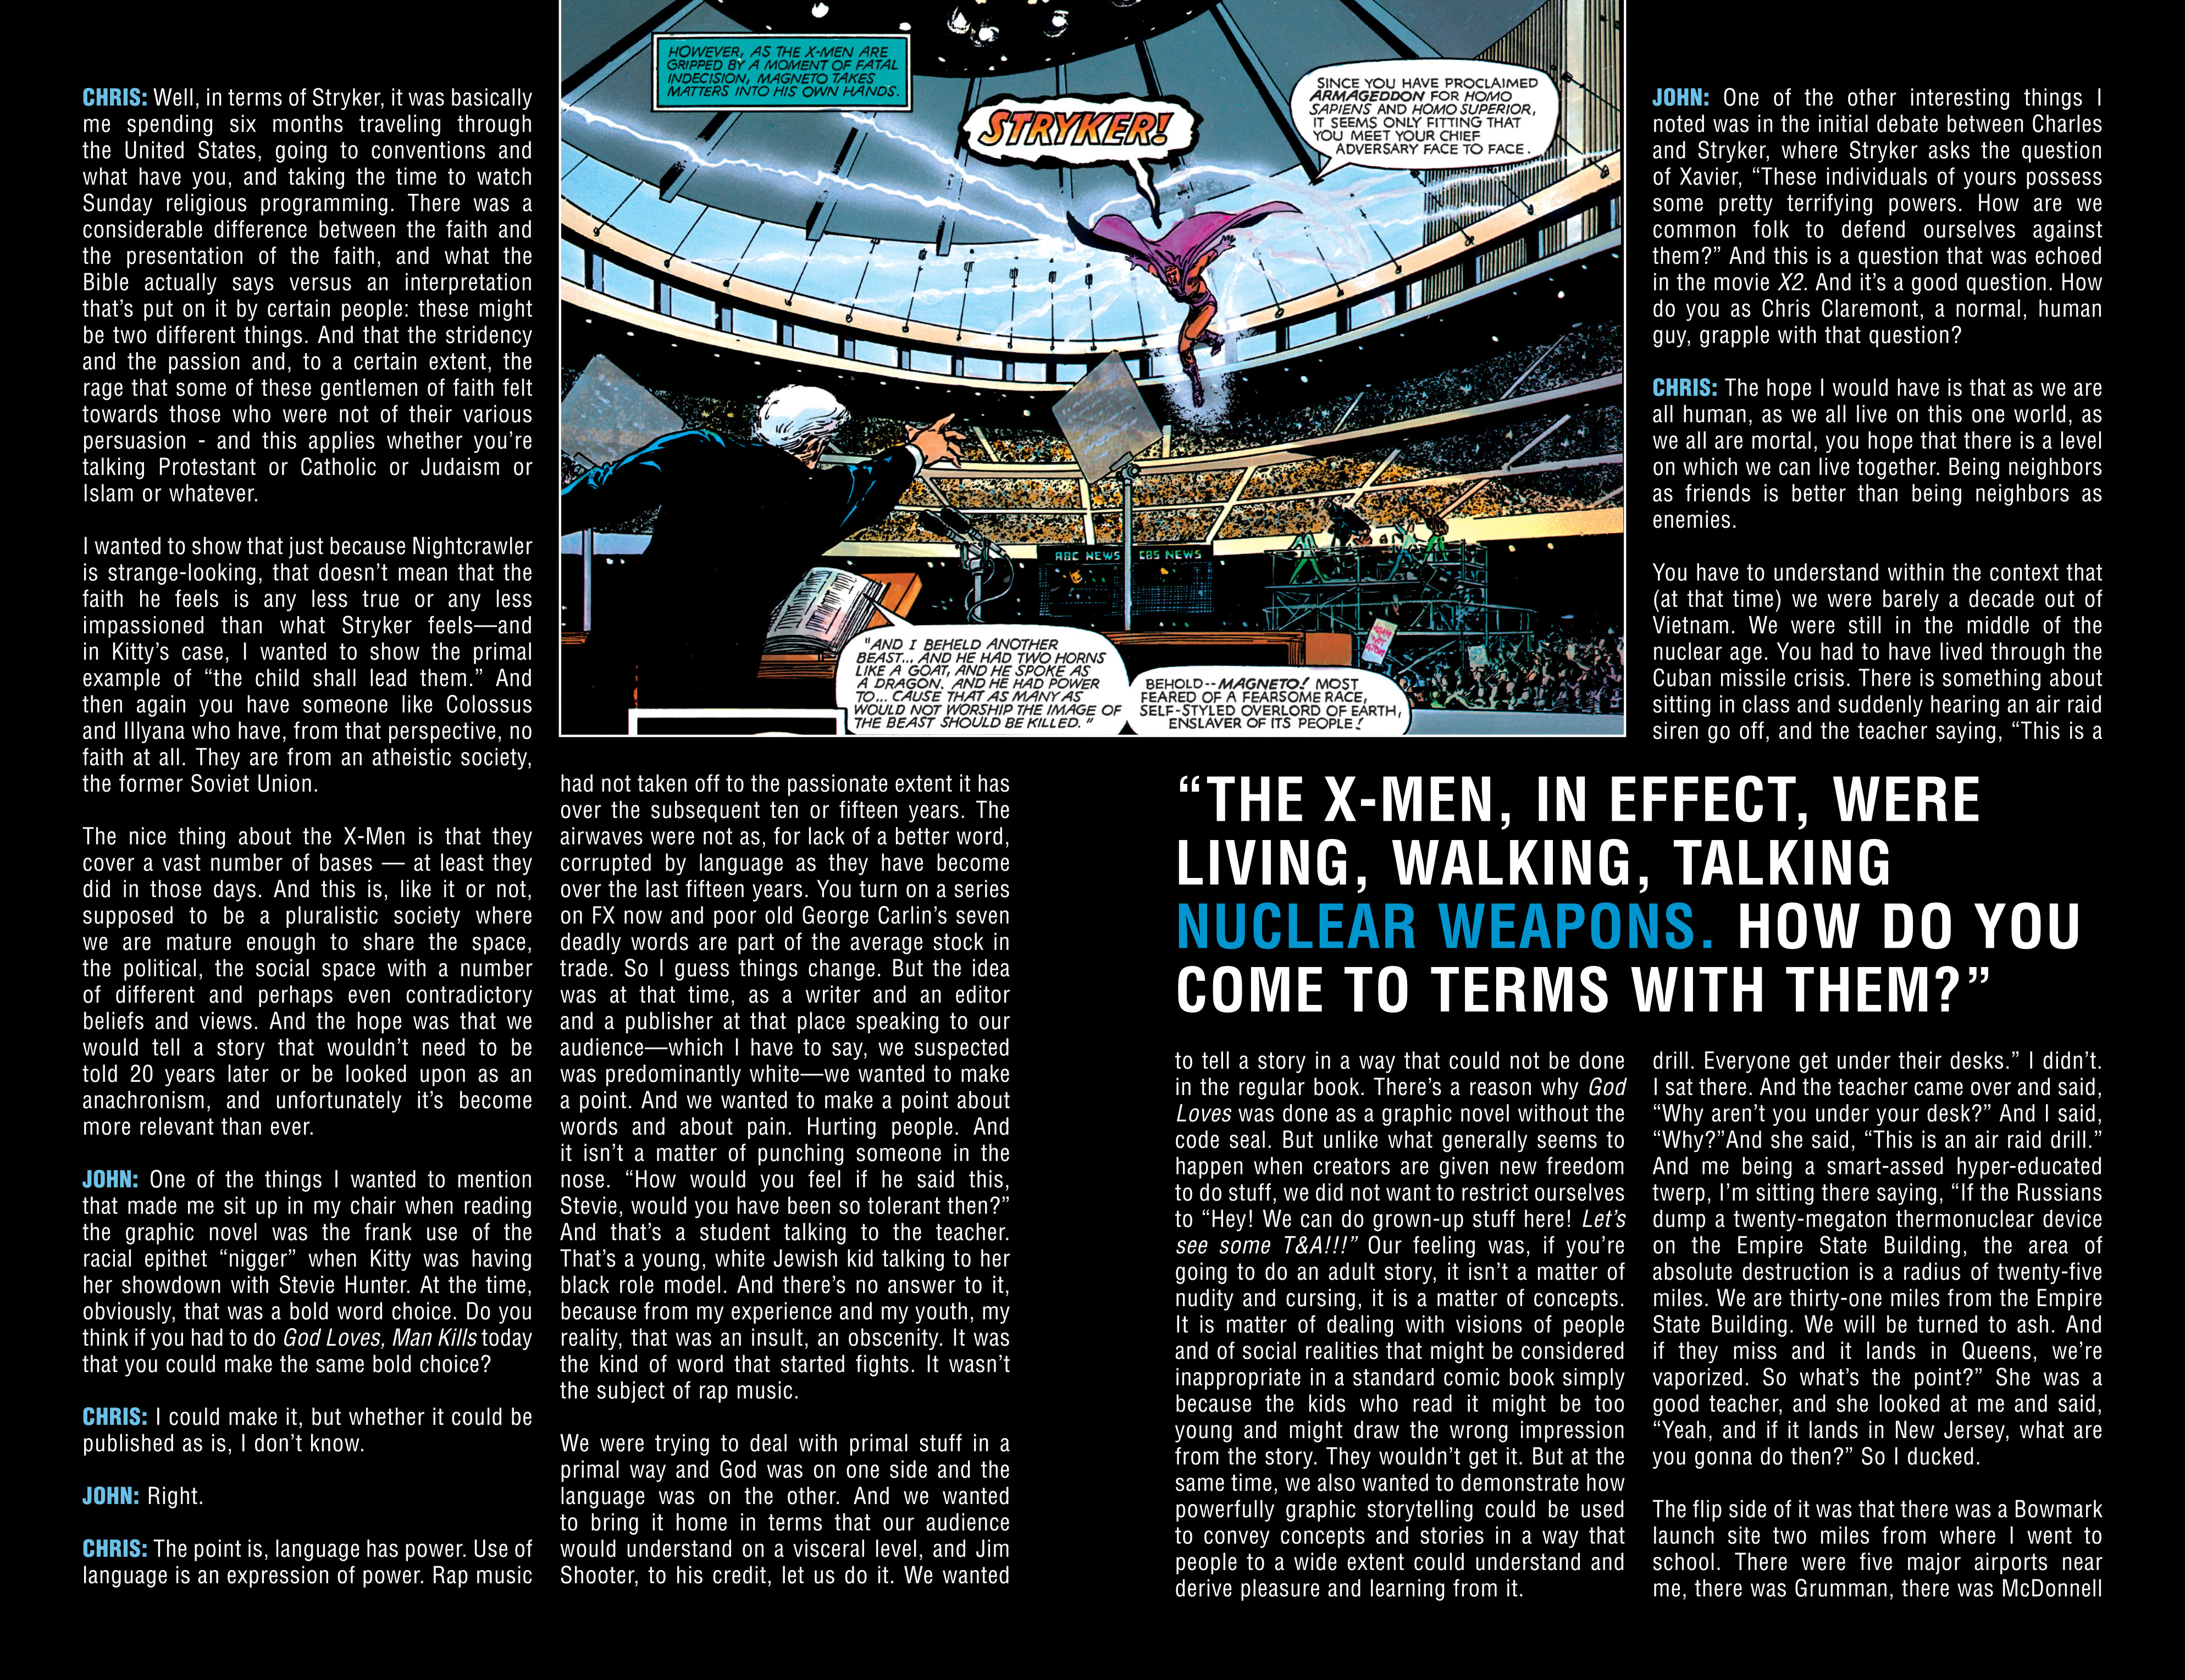 CHRIS: Well, in terms of Stryker, it was basically
me spending six months traveling through
the United States, going to conventions and
what have you, and taking the time to watch
Sunday religious programming. There was a
considerable difference between the faith and
the presentation of the faith, and what the
Bible actually says versus an interpretation
that’s put on it by certain people: these might
be two different things. And that the stridency
and the passion and, to a certain extent, the
rage that some of these gentlemen of faith felt
towards those who were not of their various
persuasion - and this applies whether you’re
talking Protestant or Catholic or Judaism or
Islam or whatever.
I wanted to show that just because Nightcrawler
is strange-looking, that doesn’t mean that the
faith he feels is any less true or any less
impassioned than what Stryker feels—and
in Kitty’s case, I wanted to show the primal
example of “the child shall lead them.” And
then again you have someone like Colossus
and Illyana who have, from that perspective, no
faith at all. They are from an atheistic society,
the former Soviet Union.
The nice thing about the X-Men is that they
cover a vast number of bases — at least they
did in those days. And this is, like it or not,
supposed to be a pluralistic society where
we are mature enough to share the space,
the political, the social space with a number
of different and perhaps even contradictory
beliefs and views. And the hope was that we
would tell a story that wouldn’t need to be
told 20 years later or be looked upon as an
anachronism, and unfortunately it’s become
more relevant than ever.
JOHN: One of the things I wanted to mention
that made me sit up in my chair when reading
the graphic novel was the frank use of the
racial epithet “nigger” when Kitty was having
her showdown with Stevie Hunter. At the time,
obviously, that was a bold word choice. Do you
think if you had to do God Loves, Man Kills today
that you could make the same bold choice?
CHRIS: I could make it, but whether it could be
published as is, I don’t know.
JOHN: Right.
CHRIS: The point is, language has power. Use of
language is an expression of power. Rap music
HOWEVER, AS THE X-MEN ARE
GRIPPED BY A MOMENT OF FATAL
INDECISION, MAGNETO TAKES
MATTERS INTO HIS OWN HANDS.
STRYKER!
SINCE YOU HAVE PROCLAIMED
ARMAGEDDON FOR HOMO
SAPIENS AND HOMO SUPERIOR,
IT SEEMS ONLY FITTING THAT
YOU MEET YOUR CHIEF
ADVERSARY FACE TO FACE.
ABC NEWS CBS NEWS
"AND I BEHELD ANOTHER
BEAST... AND HE HAD TWO HORNS
LIKE A GOAT, AND HE SPOKE AS
A DRAGON. AND HE HAD POWER
TO... CAUSE THAT AS MANY AS
WOULD NOT WORSHIP THE IMAGE OF
THE BEAST SHOULD BE KILLED."
BEHOLD--MAGNETO! MOST
FEARED OF A FEARSOME RACE,
SELF-STYLED OVERLORD OF EARTH,
ENSLAVER OF ITS PEOPLE!
had not taken off to the passionate extent it has
over the subsequent ten or fifteen years. The
airwaves were not as, for lack of a better word,
corrupted by language as they have become
over the last fifteen years. You turn on a series
on FX now and poor old George Carlin’s seven
deadly words are part of the average stock in
trade. So I guess things change. But the idea
was at that time, as a writer and an editor
and a publisher at that place speaking to our
audience—which I have to say, we suspected
was predominantly white—we wanted to make
a point. And we wanted to make a point about
words and about pain. Hurting people. And
it isn’t a matter of punching someone in the
nose. “How would you feel if he said this,
Stevie, would you have been so tolerant then?”
And that’s a student talking to the teacher.
That’s a young, white Jewish kid talking to her
black role model. And there’s no answer to it,
because from my experience and my youth, my
reality, that was an insult, an obscenity. It was
the kind of word that started fights. It wasn’t
the subject of rap music.
We were trying to deal with primal stuff in a
primal way and God was on one side and the
language was on the other. And we wanted
to bring it home in terms that our audience
would understand on a visceral level, and Jim
Shooter, to his credit, let us do it. We wanted
“THE X-MEN, IN EFFECT, WERE
LIVING, WALKING, TALKING
NUCLEAR WEAPONS. HOW DO YOU
COME TO TERMS WITH THEM?”
to tell a story in a way that could not be done
in the regular book. There’s a reason why God
Loves was done as a graphic novel without the
code seal. But unlike what generally seems to
happen when creators are given new freedom
to do stuff, we did not want to restrict ourselves
to “Hey! We can do grown-up stuff here! Let’s
see some T&A!!!” Our feeling was, if you’re
going to do an adult story, it isn’t a matter of
nudity and cursing, it is a matter of concepts.
It is matter of dealing with visions of people
and of social realities that might be considered
inappropriate in a standard comic book simply
because the kids who read it might be too
young and might draw the wrong impression
from the story. They wouldn’t get it. But at the
same time, we also wanted to demonstrate how
powerfully graphic storytelling could be used
to convey concepts and stories in a way that
people to a wide extent could understand and
derive pleasure and learning from it.
JOHN: One of the other interesting things I
noted was in the initial debate between Charles
and Stryker, where Stryker asks the question
of Xavier, “These individuals of yours possess
some pretty terrifying powers. How are we
common folk to defend ourselves against
them?” And this is a question that was echoed
in the movie X2. And it’s a good question. How
do you as Chris Claremont, a normal, human
guy, grapple with that question?
CHRIS: The hope I would have is that as we are
all human, as we all live on this one world, as
we all are mortal, you hope that there is a level
on which we can live together. Being neighbors
as friends is better than being neighbors as
enemies.
You have to understand within the context that
(at that time) we were barely a decade out of
Vietnam. We were still in the middle of the
nuclear age. You had to have lived through the
Cuban missile crisis. There is something about
sitting in class and suddenly hearing an air raid
siren go off, and the teacher saying, “This is a
drill. Everyone get under their desks.” I didn’t.
I sat there. And the teacher came over and said,
“Why aren’t you under your desk?” And I said,
“Why?”And she said, “This is an air raid drill.”
And me being a smart-assed hyper-educated
twerp, I’m sitting there saying, “If the Russians
dump a twenty-megaton thermonuclear device
on the Empire State Building, the area of
absolute destruction is a radius of twenty-five
miles. We are thirty-one miles from the Empire
State Building. We will be turned to ash. And
if they miss and it lands in Queens, we’re
vaporized. So what’s the point?” She was a
good teacher, and she looked at me and said,
“Yeah, and if it lands in New Jersey, what are
you gonna do then?” So I ducked.
The flip side of it was that there was a Bowmark
launch site two miles from where I went to
school. There were five major airports near
me, there was Grumman, there was McDonnell